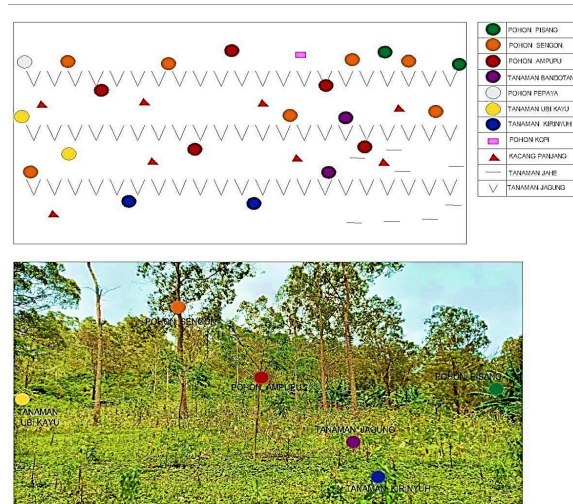 POHON PISANG
POHON SENGON
POHON AMPUPU
TANAMAN BANDOTAN
POHON PEPAYA
TANAMAN UBI KAYU
TANAMAN KIRINYUH
POHON KOPI
KACANG PANJANG
TANAMAN JAHE
TANAMAN JAGUNG
POHON SENGON
POHON AMPUPU
POHON PISANG
TANAMAN
UBI KAYU
TANAMAN JAGUNG
TANAMAN KIRINYUH